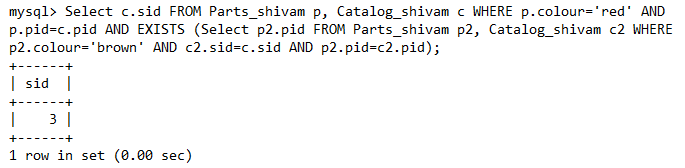 mysql> Select c.sid FROM Parts_shivam p, Catalog_shivam c WHERE p.colour='red' AND
p.pid=c.pid AND EXISTS (Select p2.pid FROM Parts_shivam p2, Catalog_shivam c2 WHERE
p2.colour='brown' AND c2.sid=c.sid AND p2.pid=c2.pid);
+------+
| sid  |
+------+
|    3 |
+------+
1 row in set (0.00 sec)